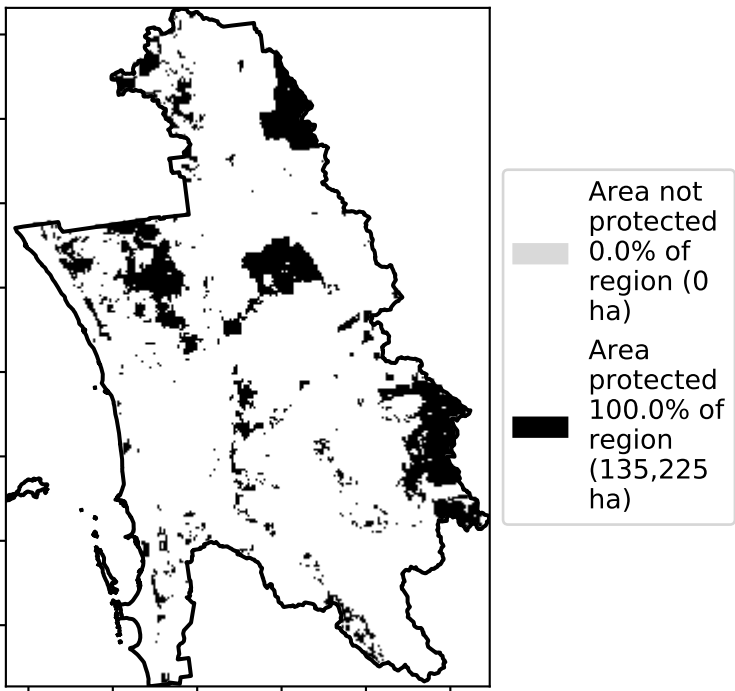 Area not
protected
0.0% of
region (0
ha)
Area
protected
100.0% of
region
(135,225
ha)